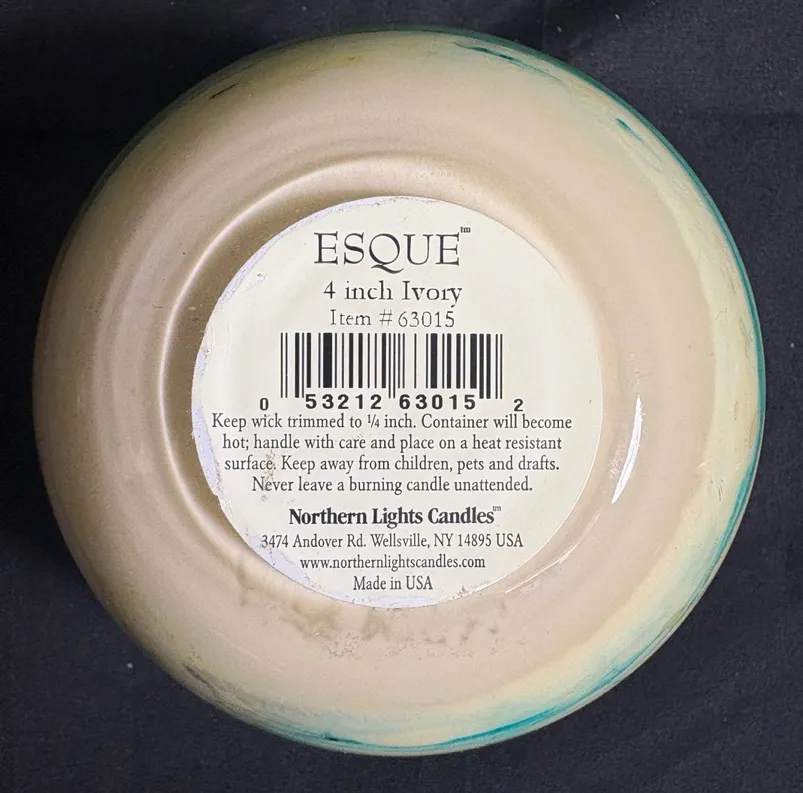 ESQUE™
4 inch Ivory
Item # 63015
0 53212 63015 2
Keep wick trimmed to ¼ inch. Container will become
hot; handle with care and place on a heat resistant
surface. Keep away from children, pets and drafts.
Never leave a burning candle unattended.
Northern Lights Candles™
3474 Andover Rd. Wellsville, NY 14895 USA
www.northernlightscandles.com
Made in USA